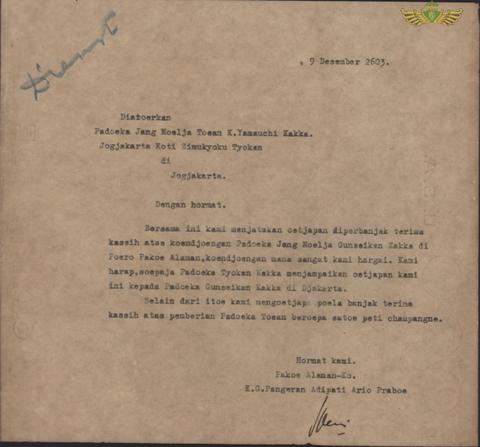 Dienst
, 9 Desember 2603.
Diatoerkan
Padoeka Jang Moelja Tosan K.Yamauchi Kakka.
Jogjakarta Koti Zimukyoku Tyokan
di
Jogjakarta.
Dengan hormat.
Bersama ini kami menjatakan oetjapan diperbanjak terima
kassih atas koendjoengan Padoeka Jang Moelja Gunseikan Kakka di
Poero Pakoe Alaman,koendjoengan mana sangat kami hargai. Kami
harap,soepaja Padoeka Tyokan Kakka menjampaikan oetjapan kami
ini kepada Padoeka Gunseikan Kakka di Djakarta.
Selain dari itoe kami mengoetjap poela banjak terima
kassih atas pemberian Padoeka Tosan beroepa satoe peti champangne.
Hormat kami.
Pakoe Alaman-Ko.
K.G.Pangeran Adipati Ario Praboe